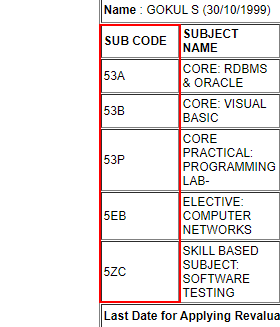 Name : GOKUL S (30/10/1999)
SUB CODE SUBJECT NAME
53A CORE: RDBMS & ORACLE
53B CORE: VISUAL BASIC
53P CORE PRACTICAL: PROGRAMMING LAB-
5EB ELECTIVE: COMPUTER NETWORKS
5ZC SKILL BASED SUBJECT: SOFTWARE TESTING
Last Date for Applying Revalua